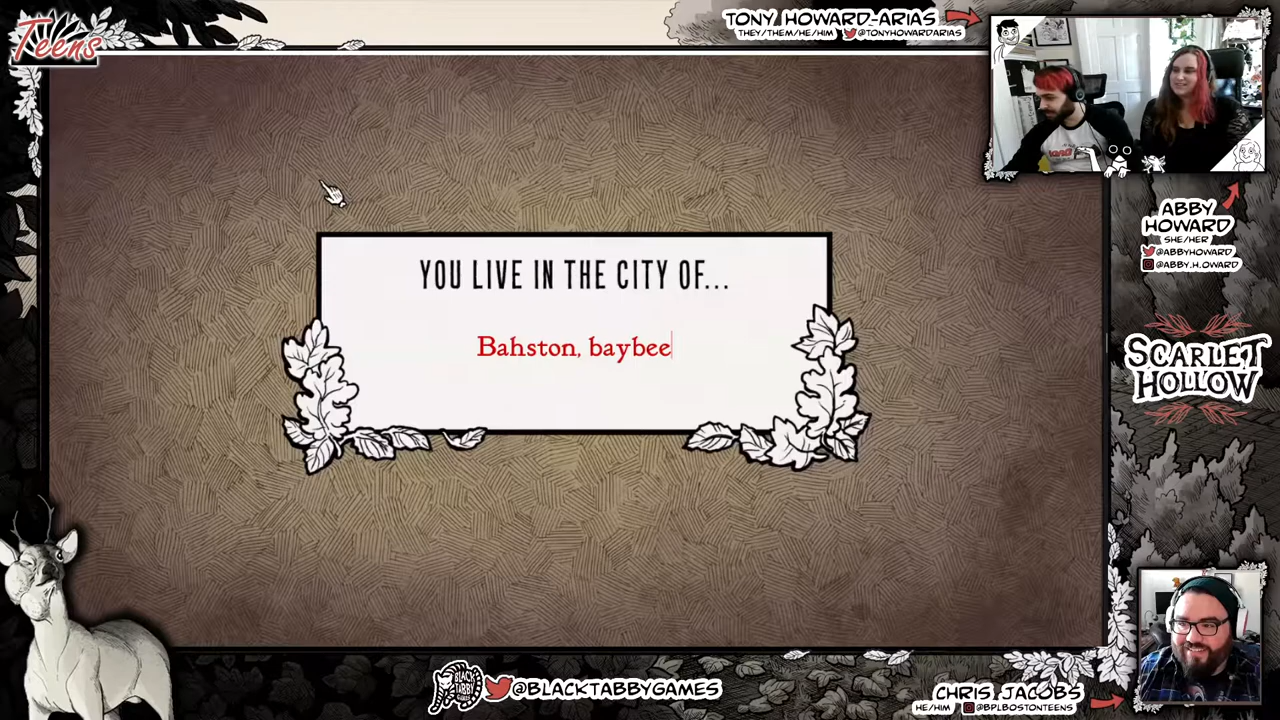 Teens
TONY HOWARD-ARIAS
THEY/THEM/HE/HIM @TONYHOWARDARIAS
YOU LIVE IN THE CITY OF...
Bahston, baybee
ABBY
HOWARD
SHE/HER
@ABBYHOWARD
@ABBY.H.OWARD
SCARLET
HOLLOW
BLACK
TABBY
GAMES
@BLACKTABBYGAMES
CHRIS JACOBS
HE/HIM @BPLBOSTONTEENS